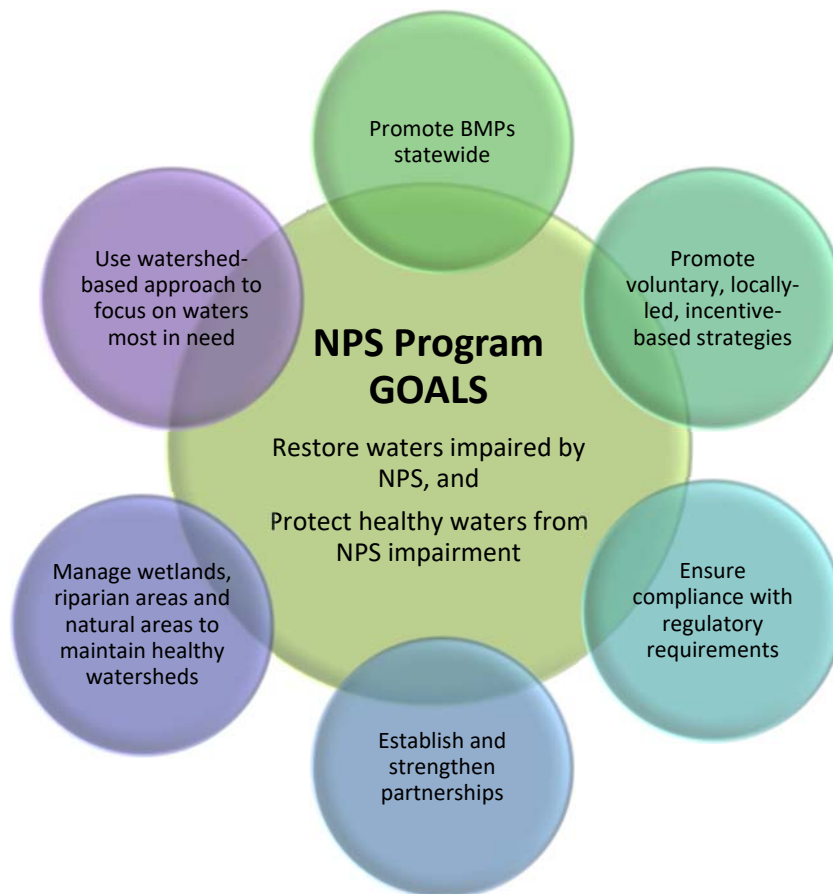 Promote BMPs
statewide
Promote
voluntary, locally-
led, incentive-
based strategies
Ensure
compliance with
regulatory
requirements
Establish and
strengthen
partnerships
Manage wetlands,
riparian areas and
natural areas to
maintain healthy
watersheds
Use watershed-
based approach to
focus on waters
most in need
NPS Program
GOALS
Restore waters impaired by
NPS, and
Protect healthy waters from
NPS impairment